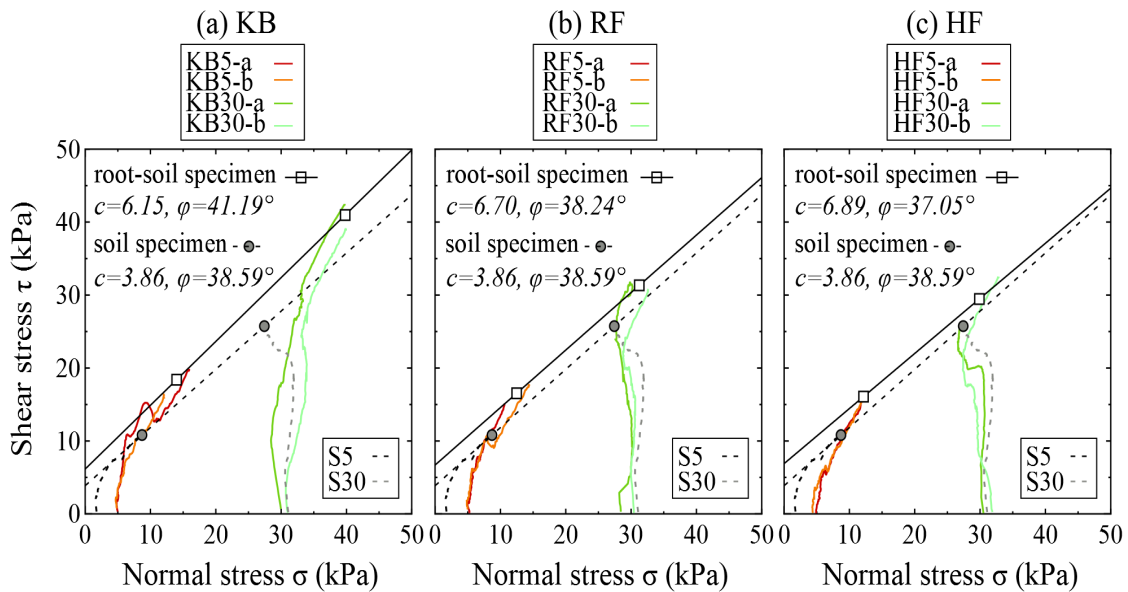 (a) KB
KB5-a
KB5-b
KB30-a
KB30-b
(b) RF
RF5-a
RF5-b
RF30-a
RF30-b
(c) HF
HF5-a
HF5-b
HF30-a
HF30-b
Shear stress τ (kPa)
50
40
30
20
10
0
root-soil specimen
c=6.15, φ=41.19°
soil specimen
c=3.86, φ=38.59°
S5
S30
0 10 20 30 40 50
Normal stress σ (kPa)
root-soil specimen
c=6.70, φ=38.24°
soil specimen
c=3.86, φ=38.59°
S5
S30
0 10 20 30 40 50
Normal stress σ (kPa)
root-soil specimen
c=6.89, φ=37.05°
soil specimen
c=3.86, φ=38.59°
S5
S30
0 10 20 30 40 50
Normal stress σ (kPa)